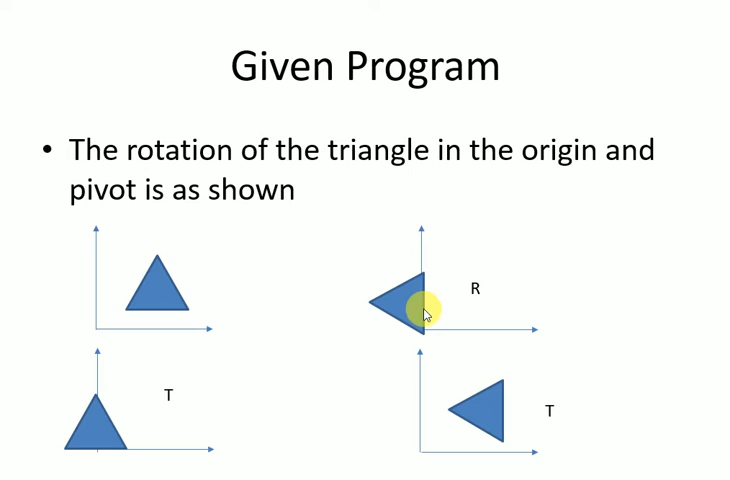 Given Program
• The rotation of the triangle in the origin and
pivot is as shown
R
T
T